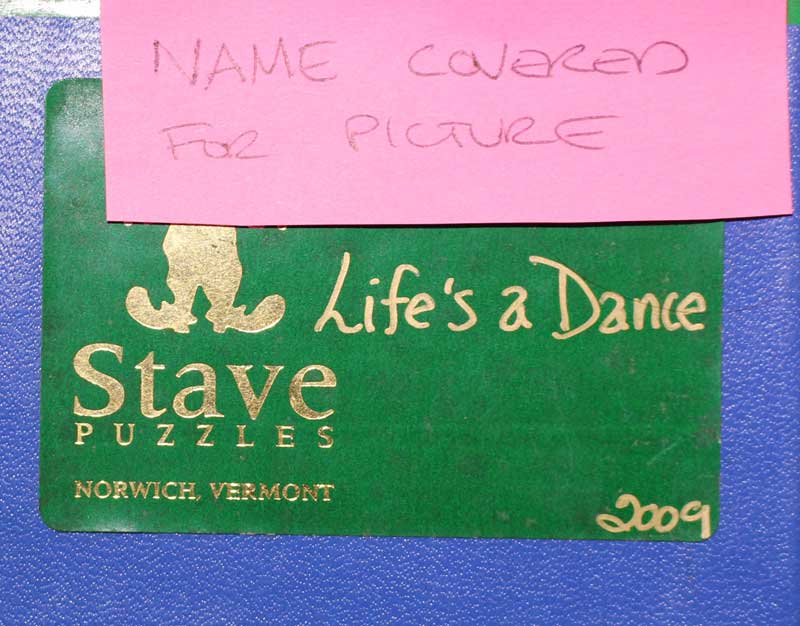 NAME COVERED
FOR PICTURE
Life's a Dance
Stave
PUZZLES
NORWICH, VERMONT
2009